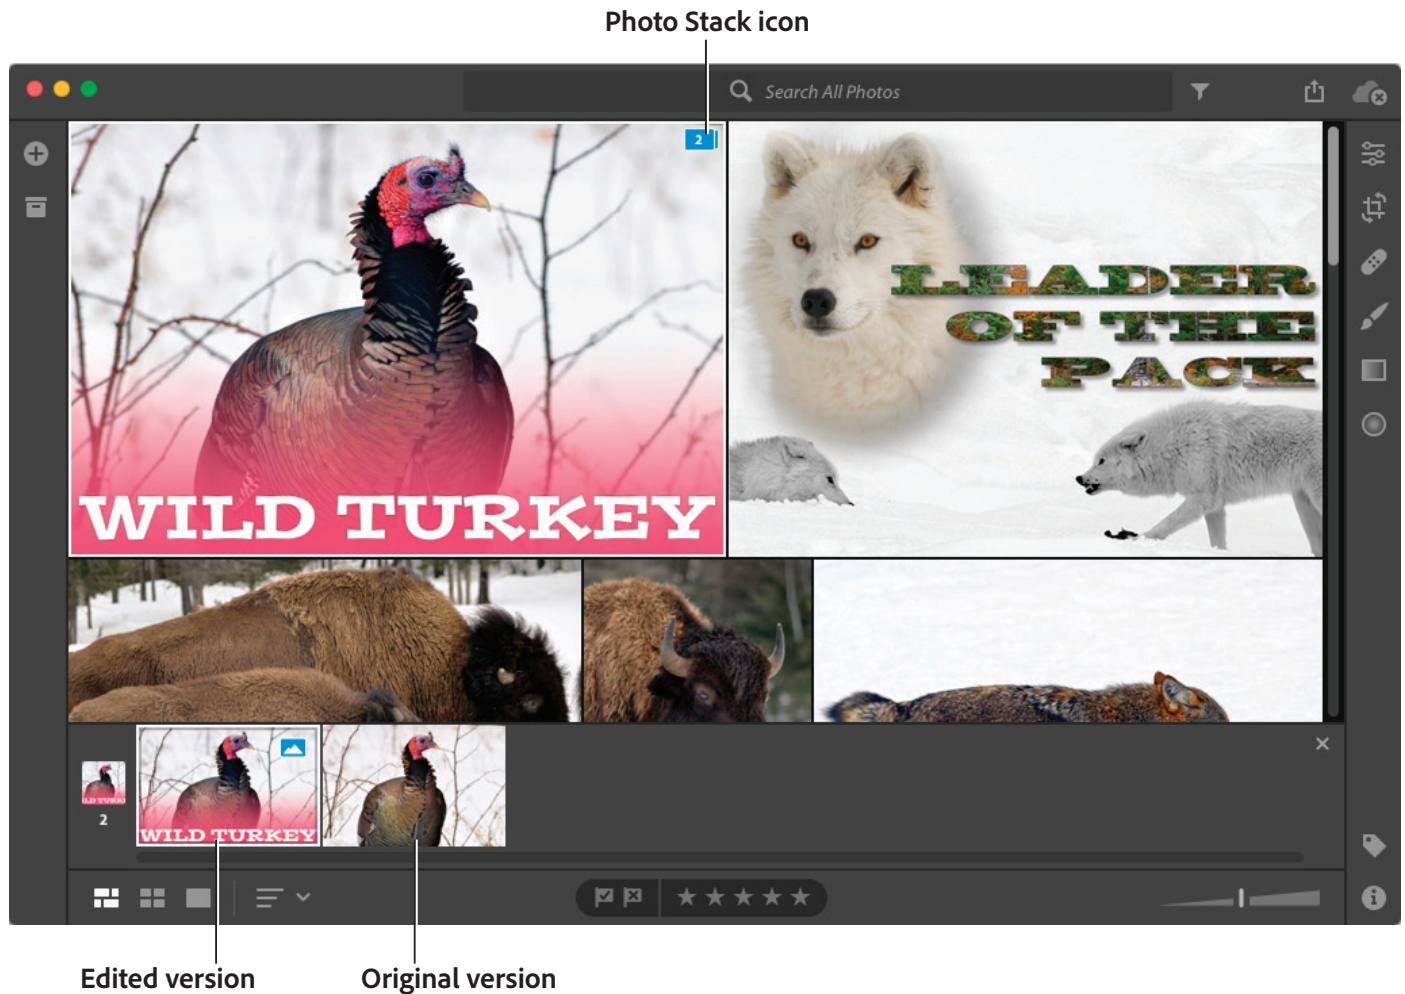 Photo Stack icon
Search All Photos
2
LEADER
OF THE
PACK
WILD TURKEY
WILD TURKEY
2
Edited version
Original version